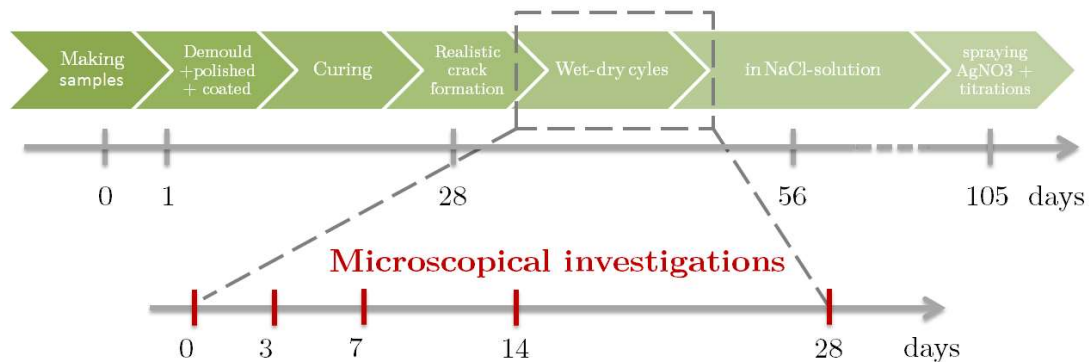 Making
samples
Demould
+polished
+ coated
Curing
Realistic
crack
formation
Wet-dry cyles
in NaCl-solution
spraying
AgNO3 +
titrations
0 1 28 56 105 days
Microscopical investigations
0 3 7 14 28 days